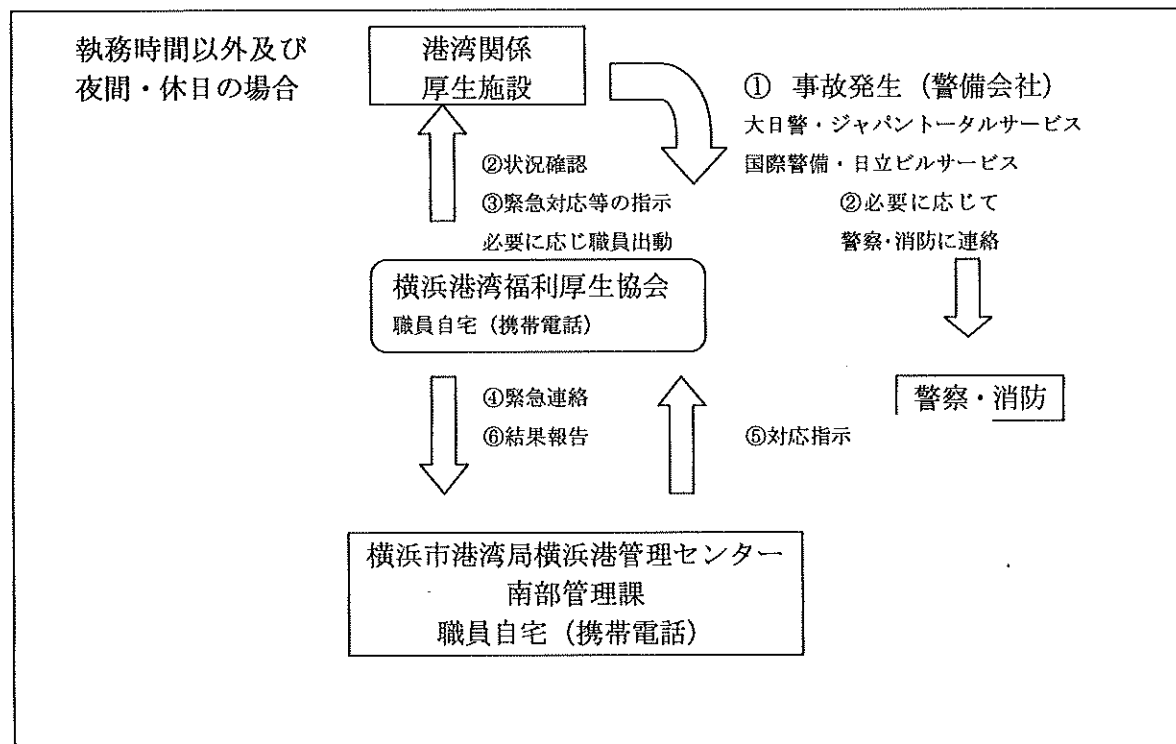 執務時間以外及び
夜間・休日の場合
港湾関係
厚生施設
① 事故発生（警備会社）
大日警・ジャパントータルサービス
国際警備・日立ビルサービス
②必要に応じて
警察・消防に連絡
②状況確認
③緊急対応等の指示
必要に応じ職員出動
横浜港湾福利厚生協会
職員自宅（携帯電話）
警察・消防
④緊急連絡
⑥結果報告
⑤対応指示
横浜市港湾局横浜港管理センター
南部管理課
職員自宅（携帯電話）